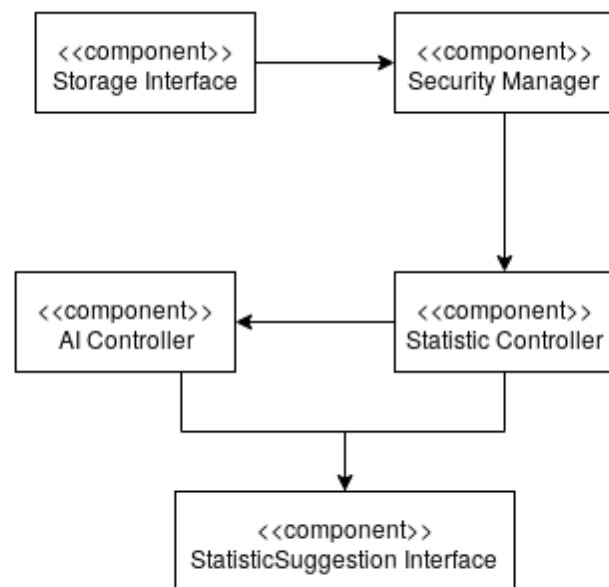 <<component>>
Storage Interface
<<component>>
Security Manager
<<component>>
AI Controller
<<component>>
Statistic Controller
<<component>>
StatisticSuggestion Interface